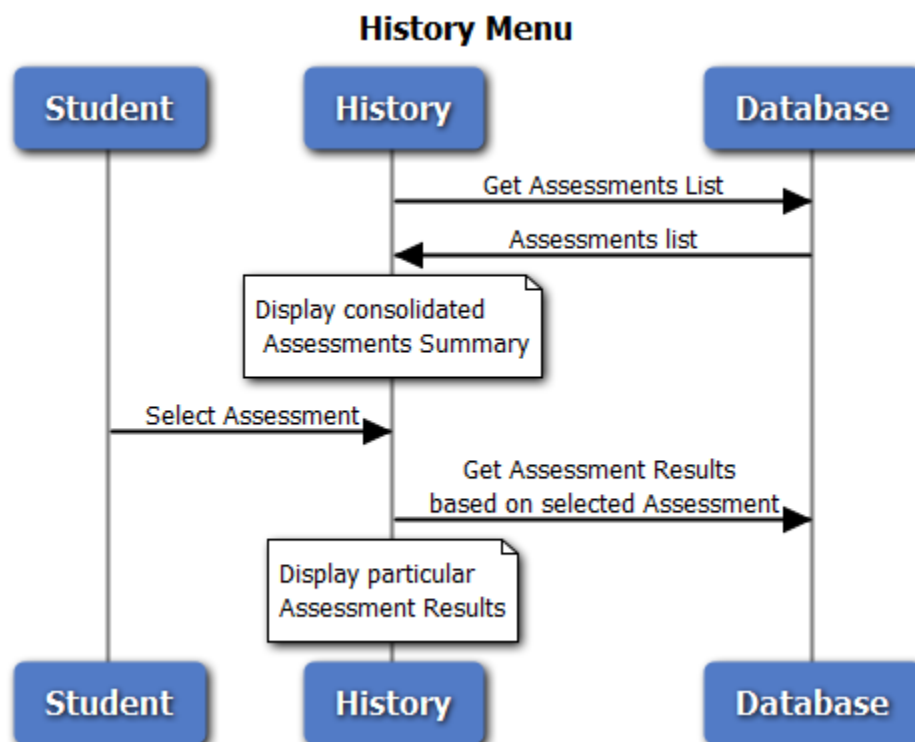 History Menu
Student
History
Database
Get Assessments List
Assessments list
Display consolidated
Assessments Summary
Select Assessment
Get Assessment Results
based on selected Assessment
Display particular
Assessment Results
Student
History
Database